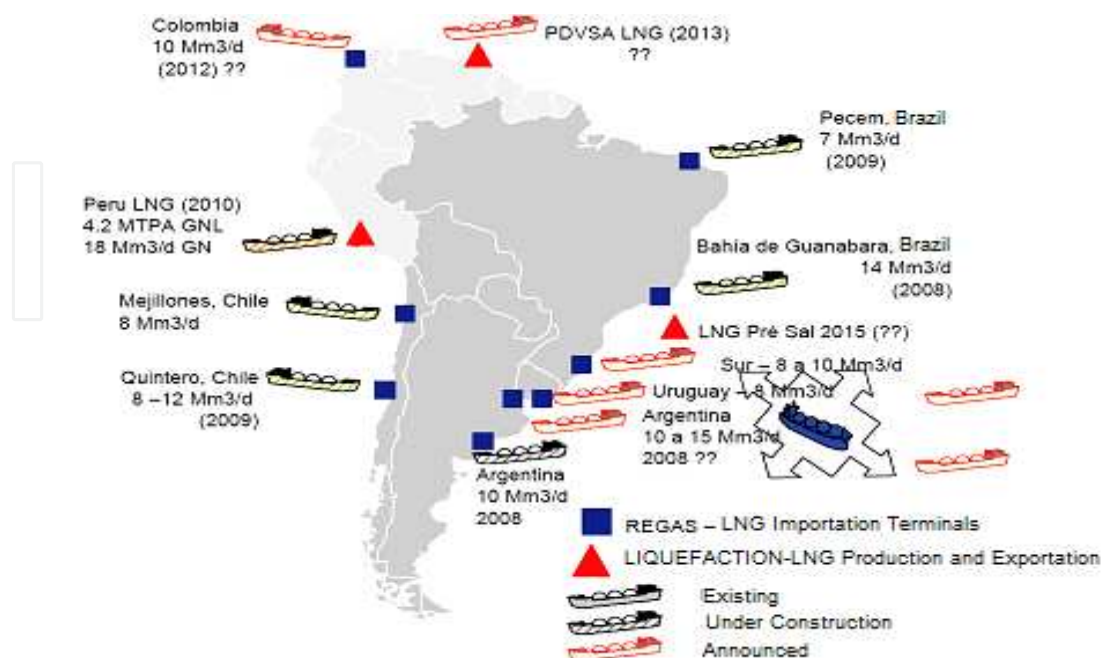 Colombia
10 Mm3/d
(2012) ??
PDVSA LNG (2013)
??
Pecem, Brazil
7 Mm3/d
(2009)
Peru LNG (2010)
4.2 MTPA GNL
18 Mm3/d GN
Bahía de Guanabara, Brazil
14 Mm3/d
(2008)
Mejillones, Chile
8 Mm3/d
LNG Pré Sal 2015 (??)
Quintero, Chile
8 –12 Mm3/d
(2009)
Sur – 8 a 10 Mm3/d
Uruguay – 8 Mm3/d
Argentina
10 a 15 Mm3/d
2008 ??
Argentina
10 Mm3/d
2008
REGAS – LNG Importation Terminals
LIQUEFACTION-LNG Production and Exportation
Existing
Under Construction
Announced